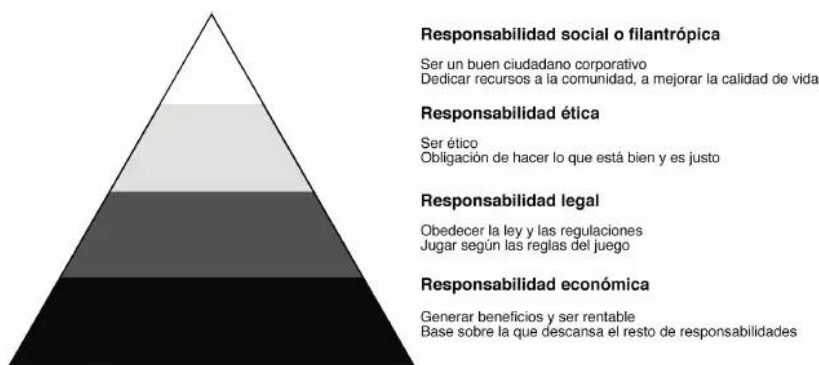 Responsabilidad social o filantrópica
Ser un buen ciudadano corporativo
Dedicar recursos a la comunidad, a mejorar la calidad de vida
Responsabilidad ética
Ser ético
Obligación de hacer lo que está bien y es justo
Responsabilidad legal
Obedecer la ley y las regulaciones
Jugar según las reglas del juego
Responsabilidad económica
Generar beneficios y ser rentable
Base sobre la que descansa el resto de responsabilidades